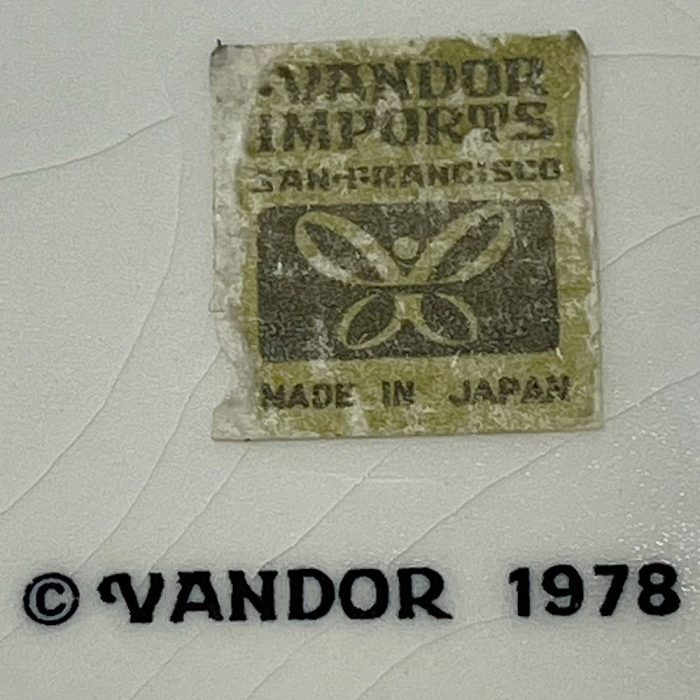 VANDOR
IMPORTS
SAN FRANCISCO
MADE IN JAPAN
© VANDOR 1978